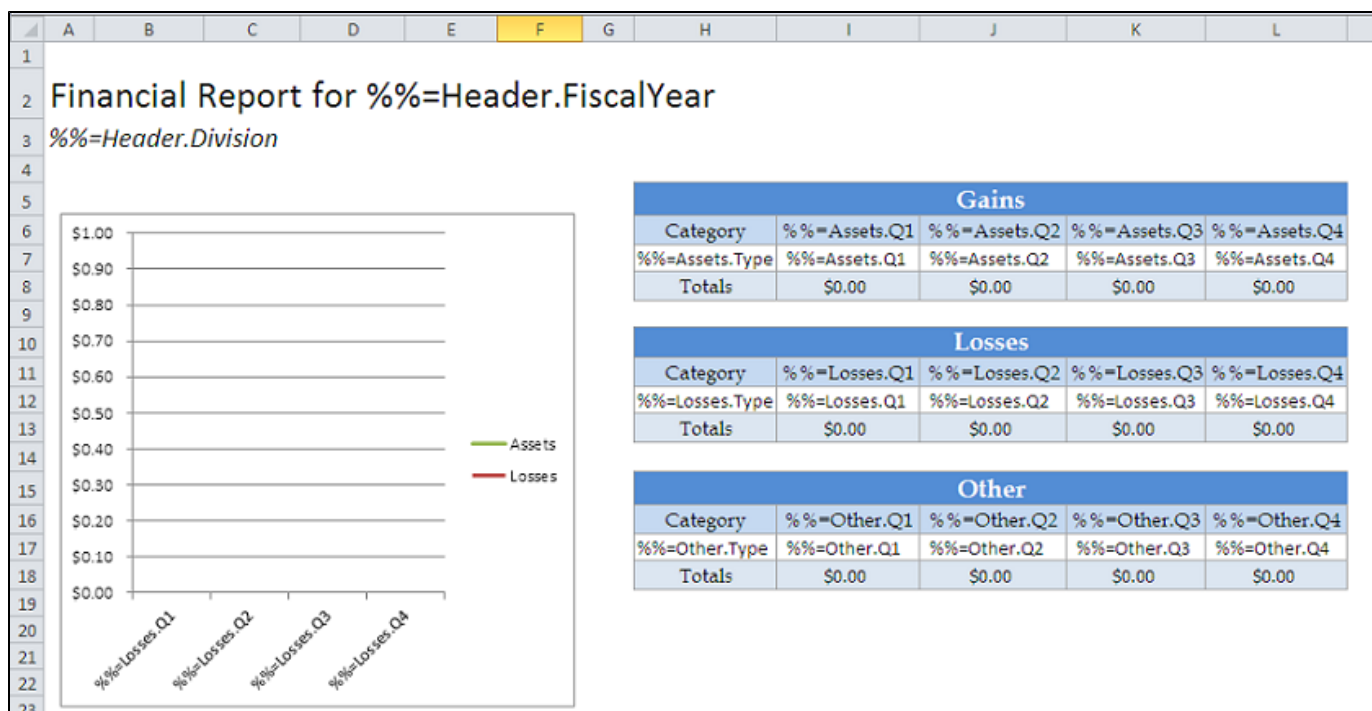 A B C D E F G H I J K L
1
2 Financial Report for %%=Header.FiscalYear
3 %%=Header.Division
4
5 Gains
6 Category %%=Assets.Q1 %%=Assets.Q2 %%=Assets.Q3 %%=Assets.Q4
7 %%=Assets.Type %%=Assets.Q1 %%=Assets.Q2 %%=Assets.Q3 %%=Assets.Q4
8 Totals $0.00 $0.00 $0.00 $0.00
9
10 Losses
11 Category %%=Losses.Q1 %%=Losses.Q2 %%=Losses.Q3 %%=Losses.Q4
12 %%=Losses.Type %%=Losses.Q1 %%=Losses.Q2 %%=Losses.Q3 %%=Losses.Q4
13 Totals $0.00 $0.00 $0.00 $0.00
14
15 Other
16 Category %%=Other.Q1 %%=Other.Q2 %%=Other.Q3 %%=Other.Q4
17 %%=Other.Type %%=Other.Q1 %%=Other.Q2 %%=Other.Q3 %%=Other.Q4
18 Totals $0.00 $0.00 $0.00 $0.00
19
20
21
22
23
$1.00
$0.90
$0.80
$0.70
$0.60
$0.50
$0.40
$0.30
$0.20
$0.10
$0.00
Assets
Losses
%%=Losses.Q1 %%=Losses.Q2 %%=Losses.Q3 %%=Losses.Q4